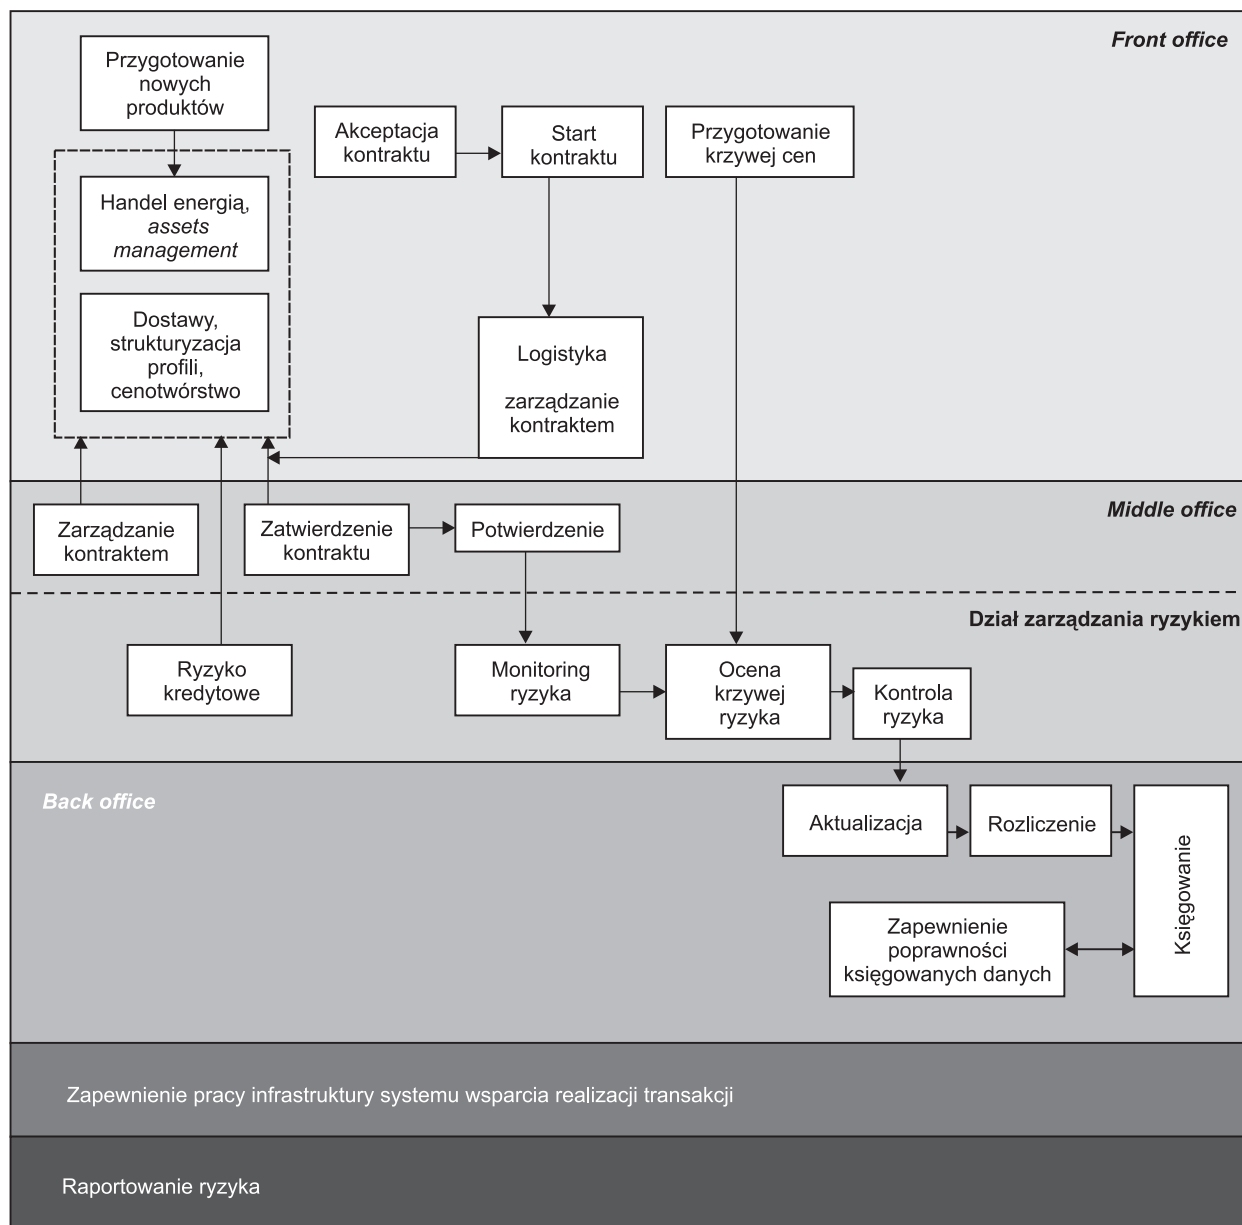 Front office
Przygotowanie
nowych
produktów
Akceptacja
kontraktu
Start
kontraktu
Przygotowanie
krzywej cen
Handel energią,
assets
management
Dostawy,
strukturyzacja
profili,
cenotwórstwo
Logistyka
zarządzanie
kontraktem
Middle office
Zarządzanie
kontraktem
Zatwierdzenie
kontraktu
Potwierdzenie
Dział zarządzania ryzykiem
Ryzyko
kredytowe
Monitoring
ryzyka
Ocena
krzywej
ryzyka
Kontrola
ryzyka
Back office
Aktualizacja
Rozliczenie
Księgowanie
Zapewnienie
poprawności
księgowanych danych
Zapewnienie pracy infrastruktury systemu wsparcia realizacji transakcji
Raportowanie ryzyka